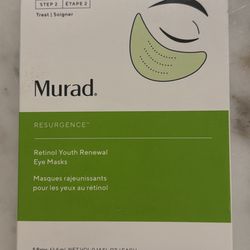 STEP 2 | ÉTAPE 2
Treat | Soigner
Murad.
RESURGENCE™
Retinol Youth Renewal
Eye Masks
Masques rajeunissants
pour les yeux au rétinol